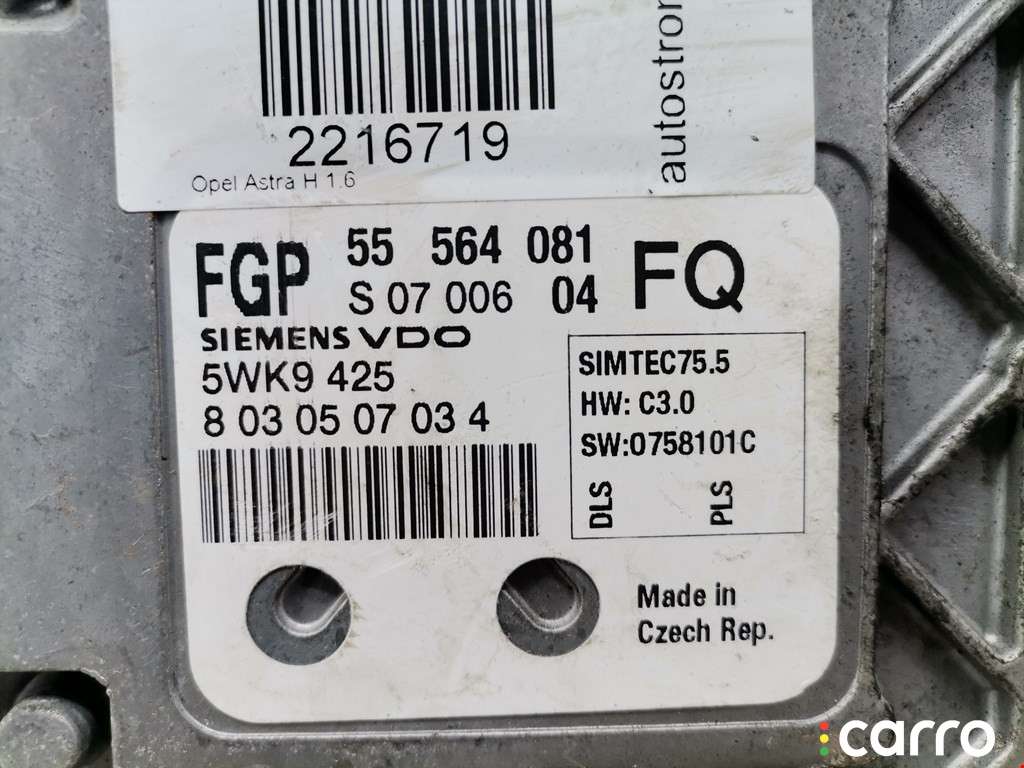 2216719
Opel Astra H 1.6
autostron
FGP
55 564 081
S 07 006 04
FQ
SIEMENS VDO
5WK9 425
8 03 05 07 03 4
SIMTEC75.5
HW: C3.0
SW:0758101C
DLS PLS
Made in
Czech Rep.
carro